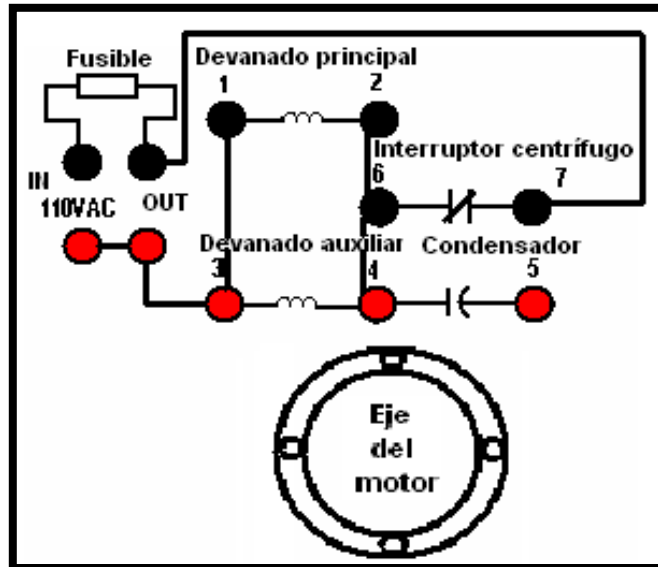 Fusible
Devanado principal
1
2
Interruptor centrífugo
6
7
IN
OUT
110VAC
Devanado auxiliar
Condensador
3
4
5
Eje
del
motor